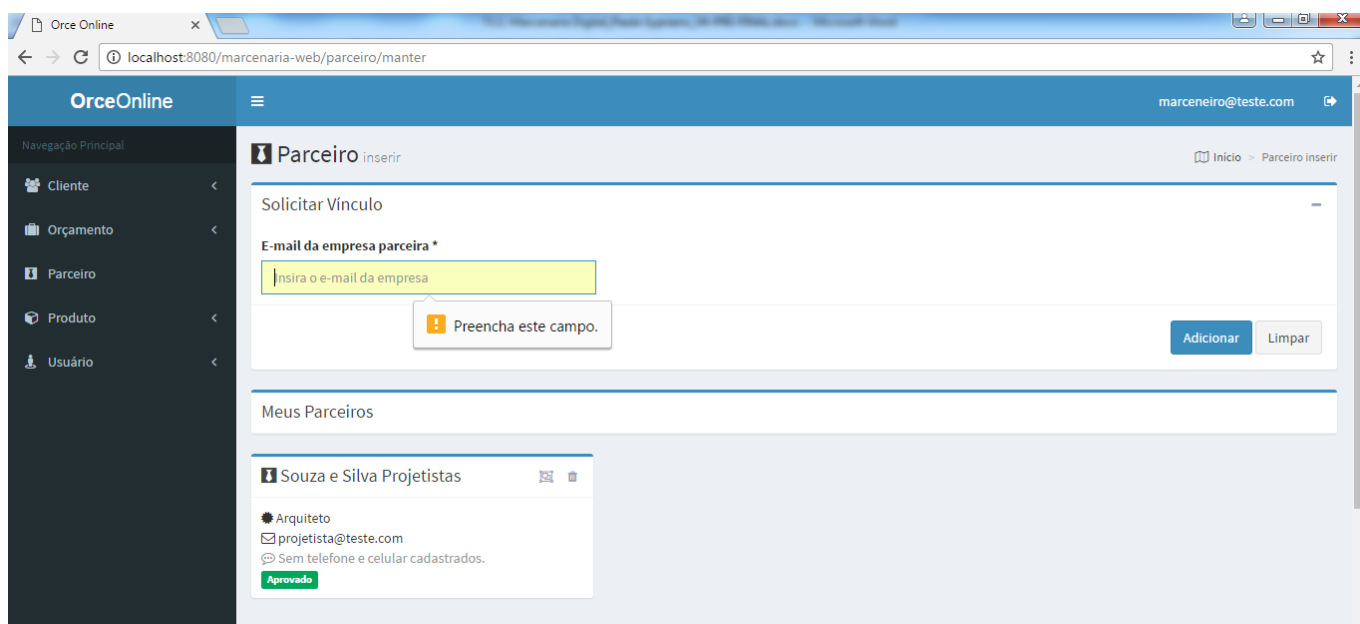 Orce Online
localhost:8080/marcenaria-web/parceiro/manter
OrceOnline
marceneiro@teste.com
Navegação Principal
Parceiro inserir
Início > Parceiro inserir
Cliente
Solicitar Vínculo
Orçamento
E-mail da empresa parceira *
Parceiro
Insira o e-mail da empresa
Produto
Preencha este campo.
Adicionar
Limpar
Usuário
Meus Parceiros
Souza e Silva Projetistas
Arquiteto
projetista@teste.com
Sem telefone e celular cadastrados.
Aprovado